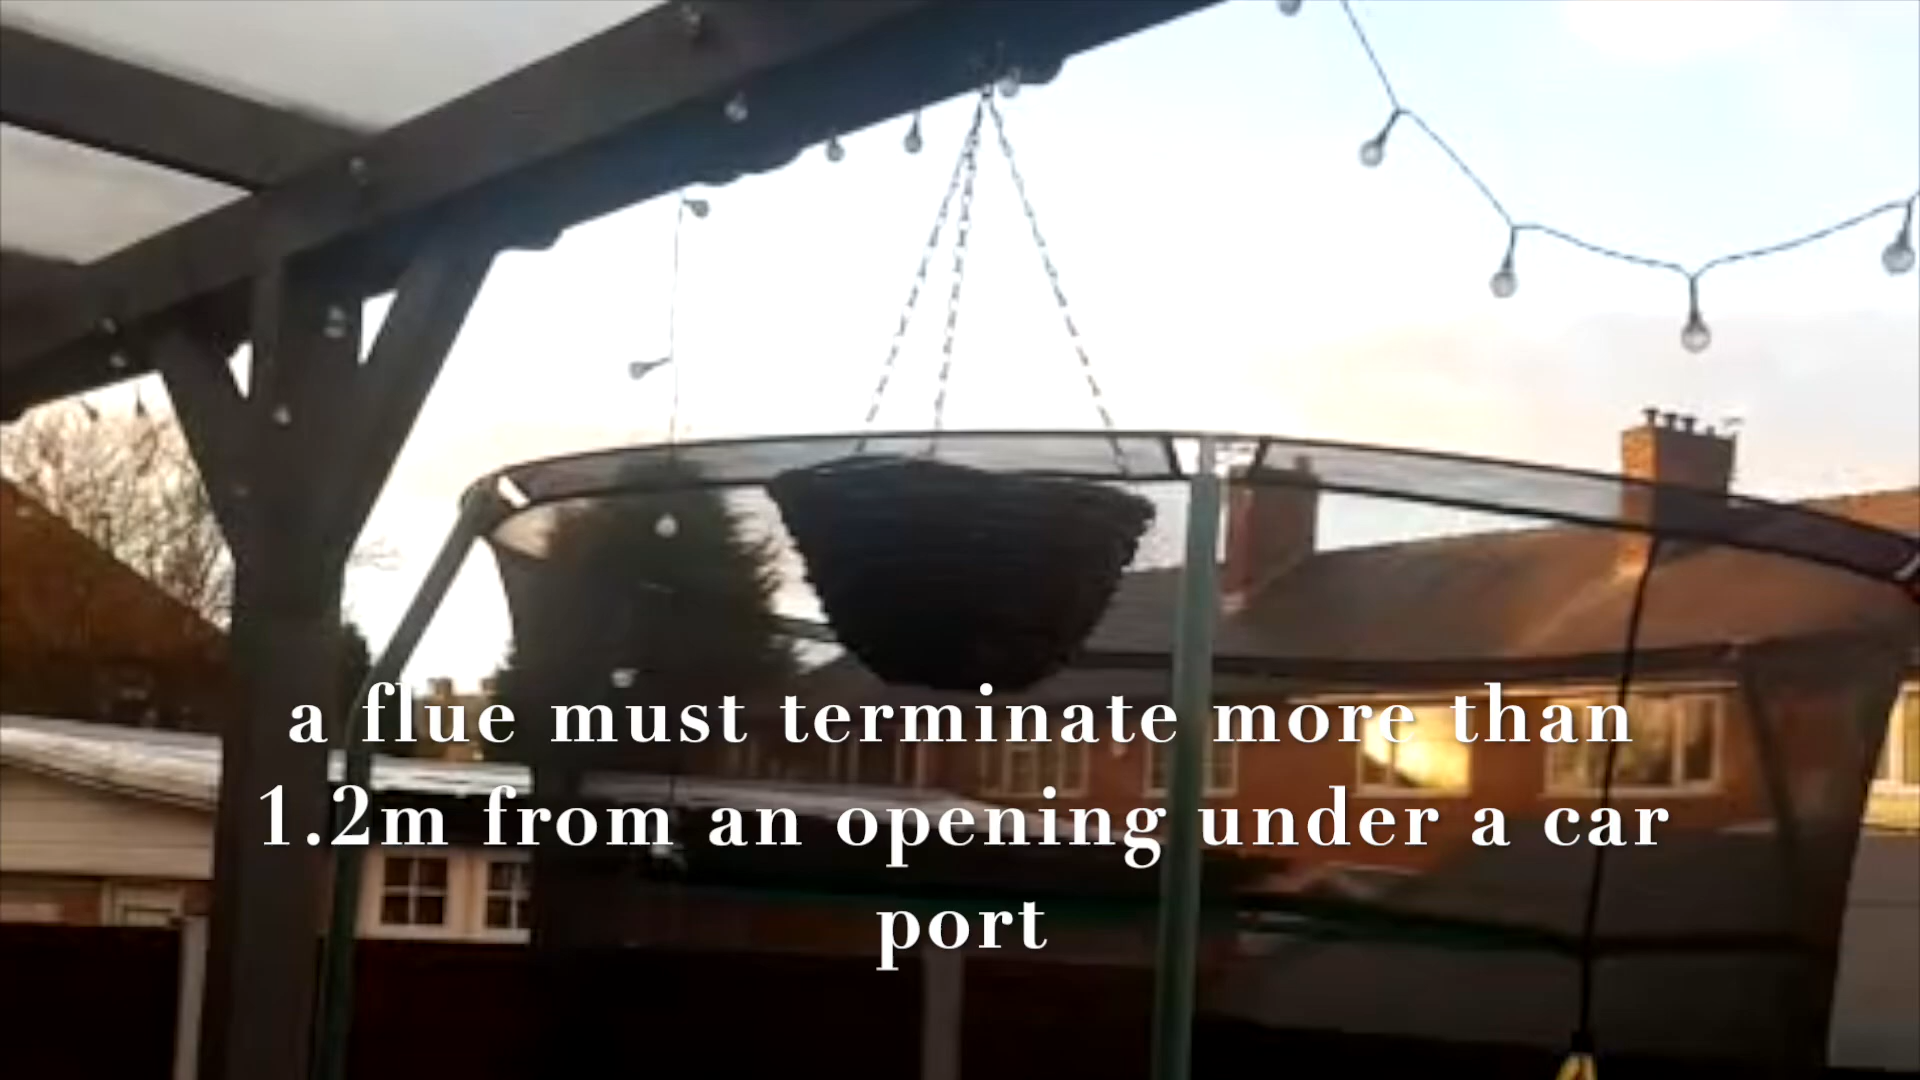 a flue must terminate more than
1.2m from an opening under a car
port